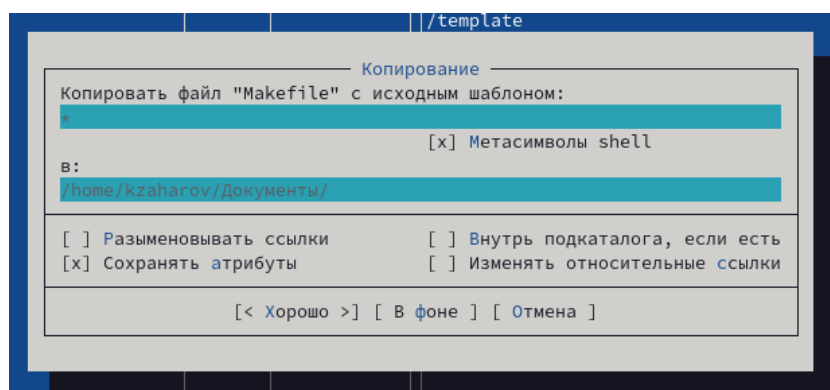 /template
Копирование
Копировать файл "Makefile" с исходным шаблоном:
*
[x] Метасимволы shell
в:
/home/kzaharov/Документы/
[ ] Разыменовывать ссылки [ ] Внутрь подкаталога, если есть
[x] Сохранять атрибуты [ ] Изменять относительные ссылки
[< Хорошо >] [ В фоне ] [ Отмена ]